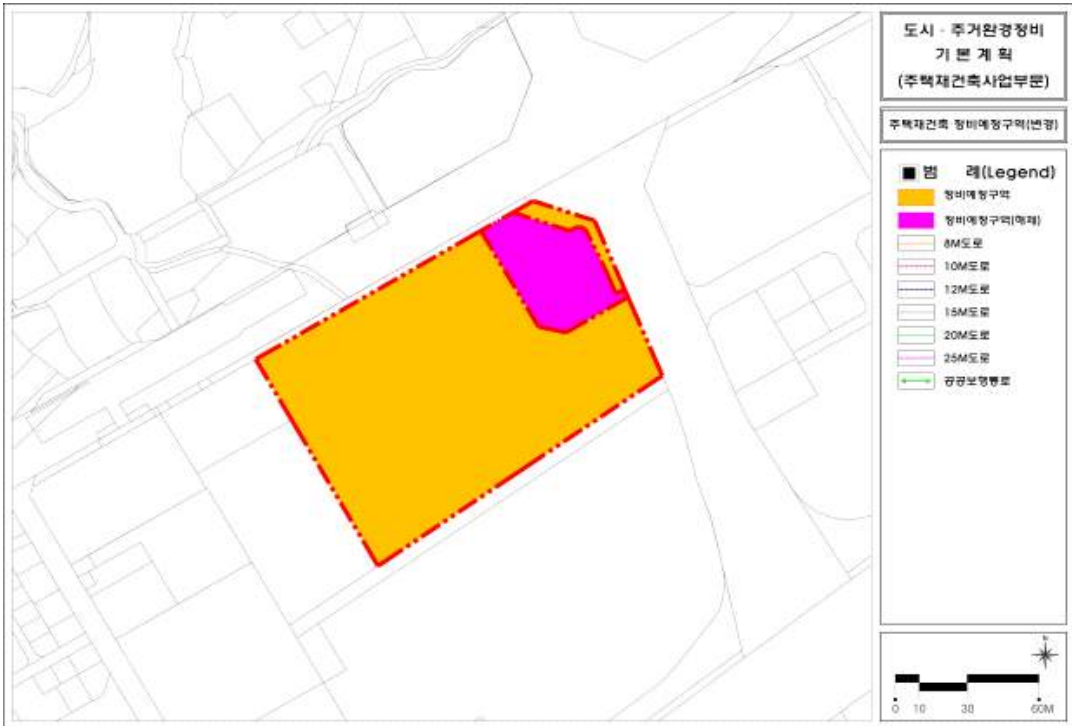 도시 · 주거환경정비
기 본 계 획
(주택재건축사업부문)
주택재건축 정비예정구역(변경)
■ 범 례(Legend)
정비예정구역
정비예정구역(해제)
8M도로
10M도로
12M도로
15M도로
20M도로
25M도로
공공보행통로
N
0 10 30 60M